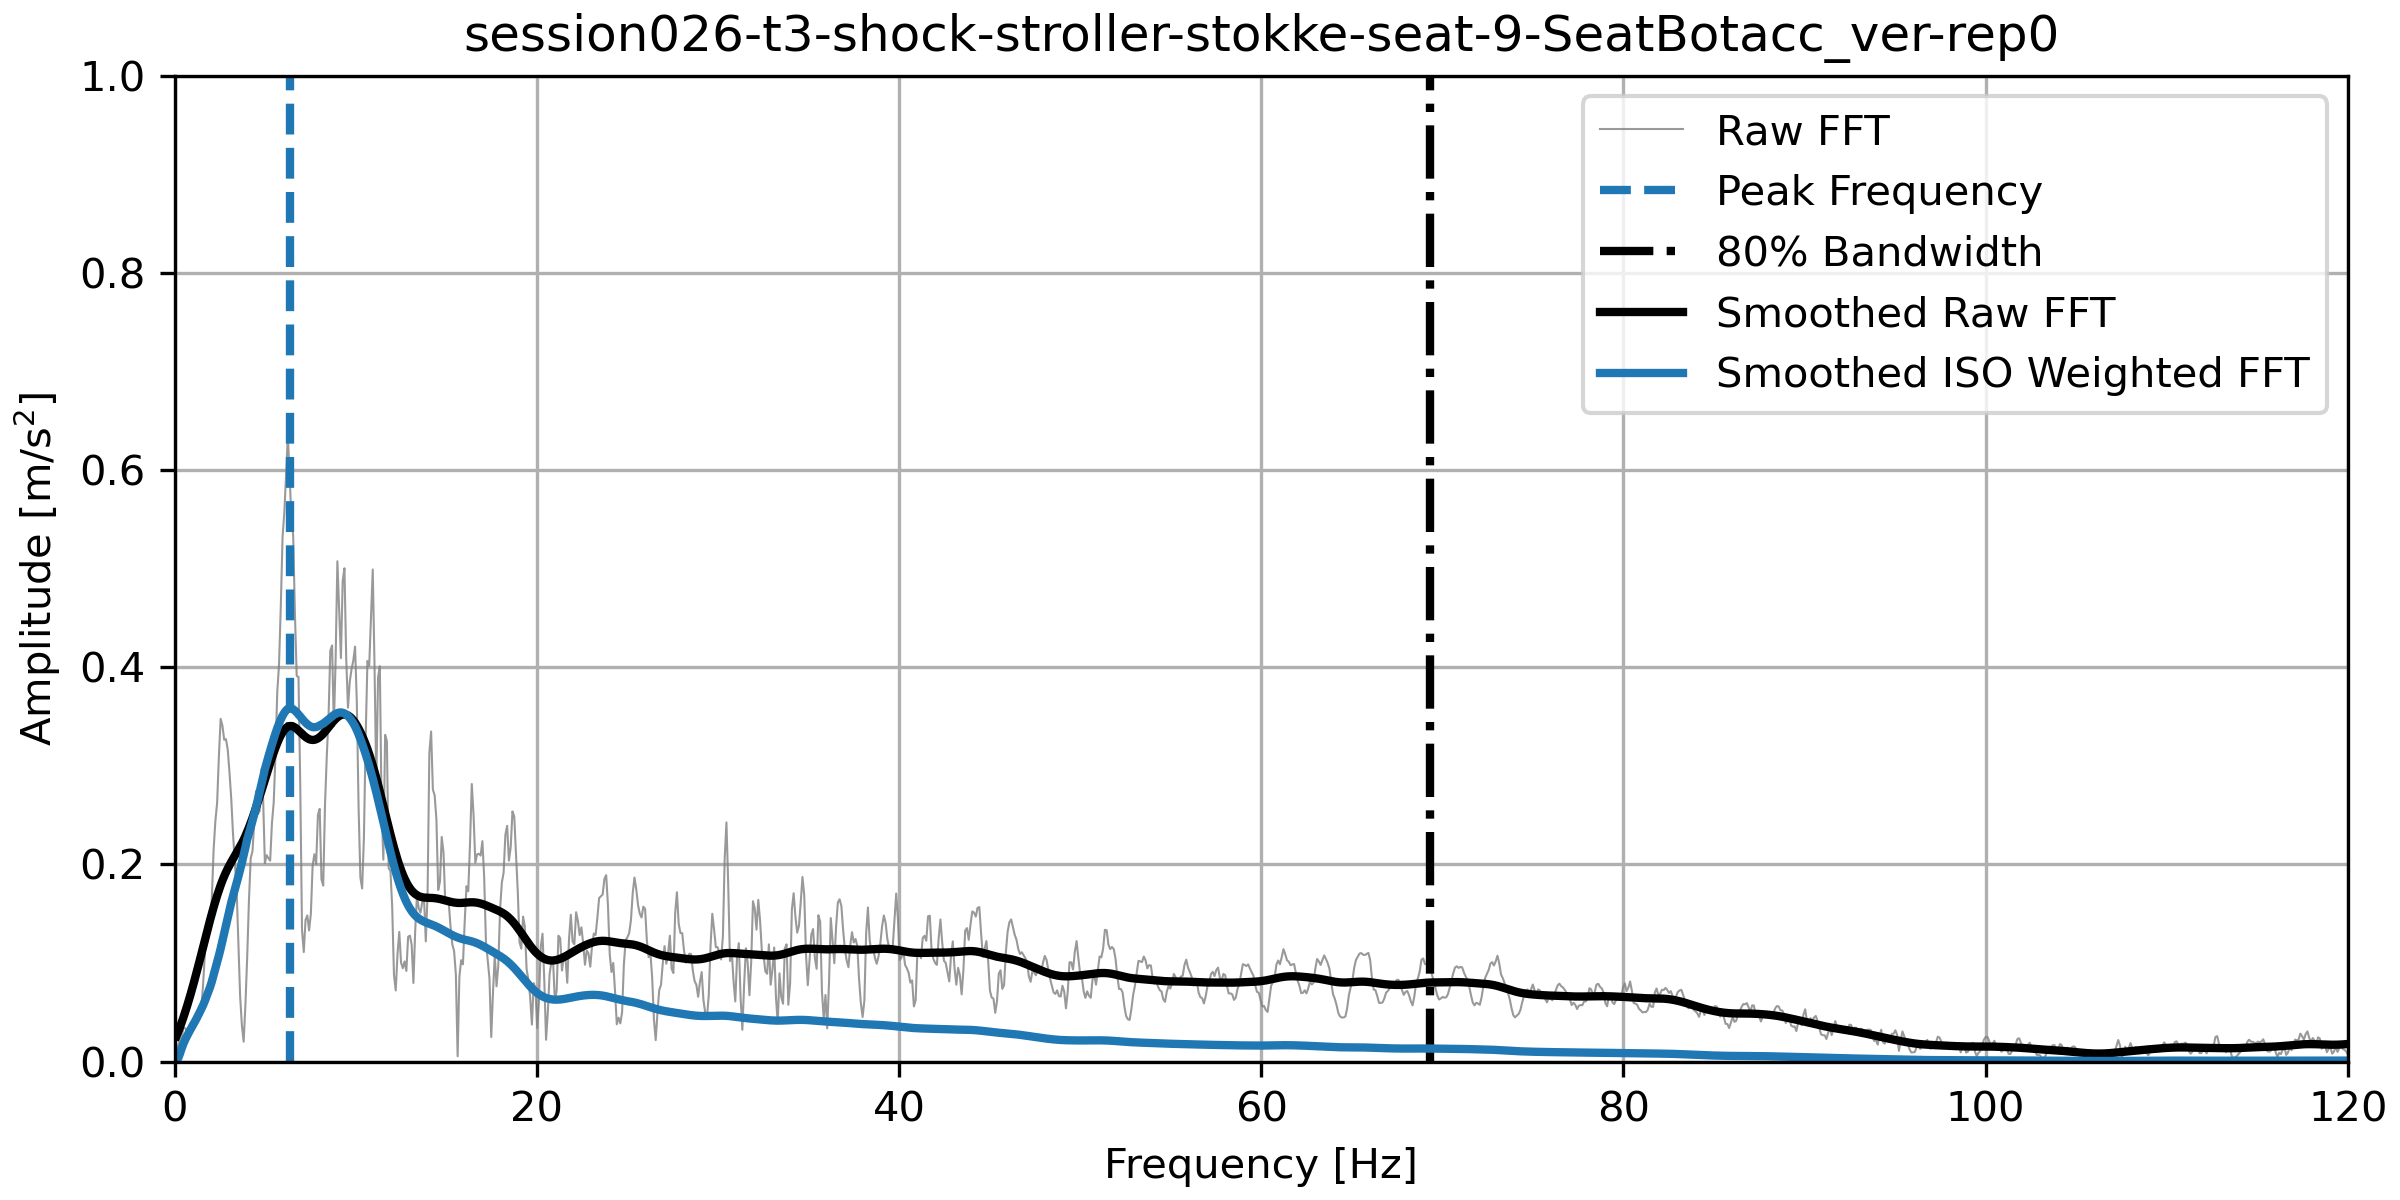 session026-t3-shock-stroller-stokke-seat-9-SeatBotacc_ver-rep0
1.0
0.8
0.6
0.4
0.2
0.0
Amplitude [m/s²]
Raw FFT
Peak Frequency
80% Bandwidth
Smoothed Raw FFT
Smoothed ISO Weighted FFT
0 20 40 60 80 100 120
Frequency [Hz]